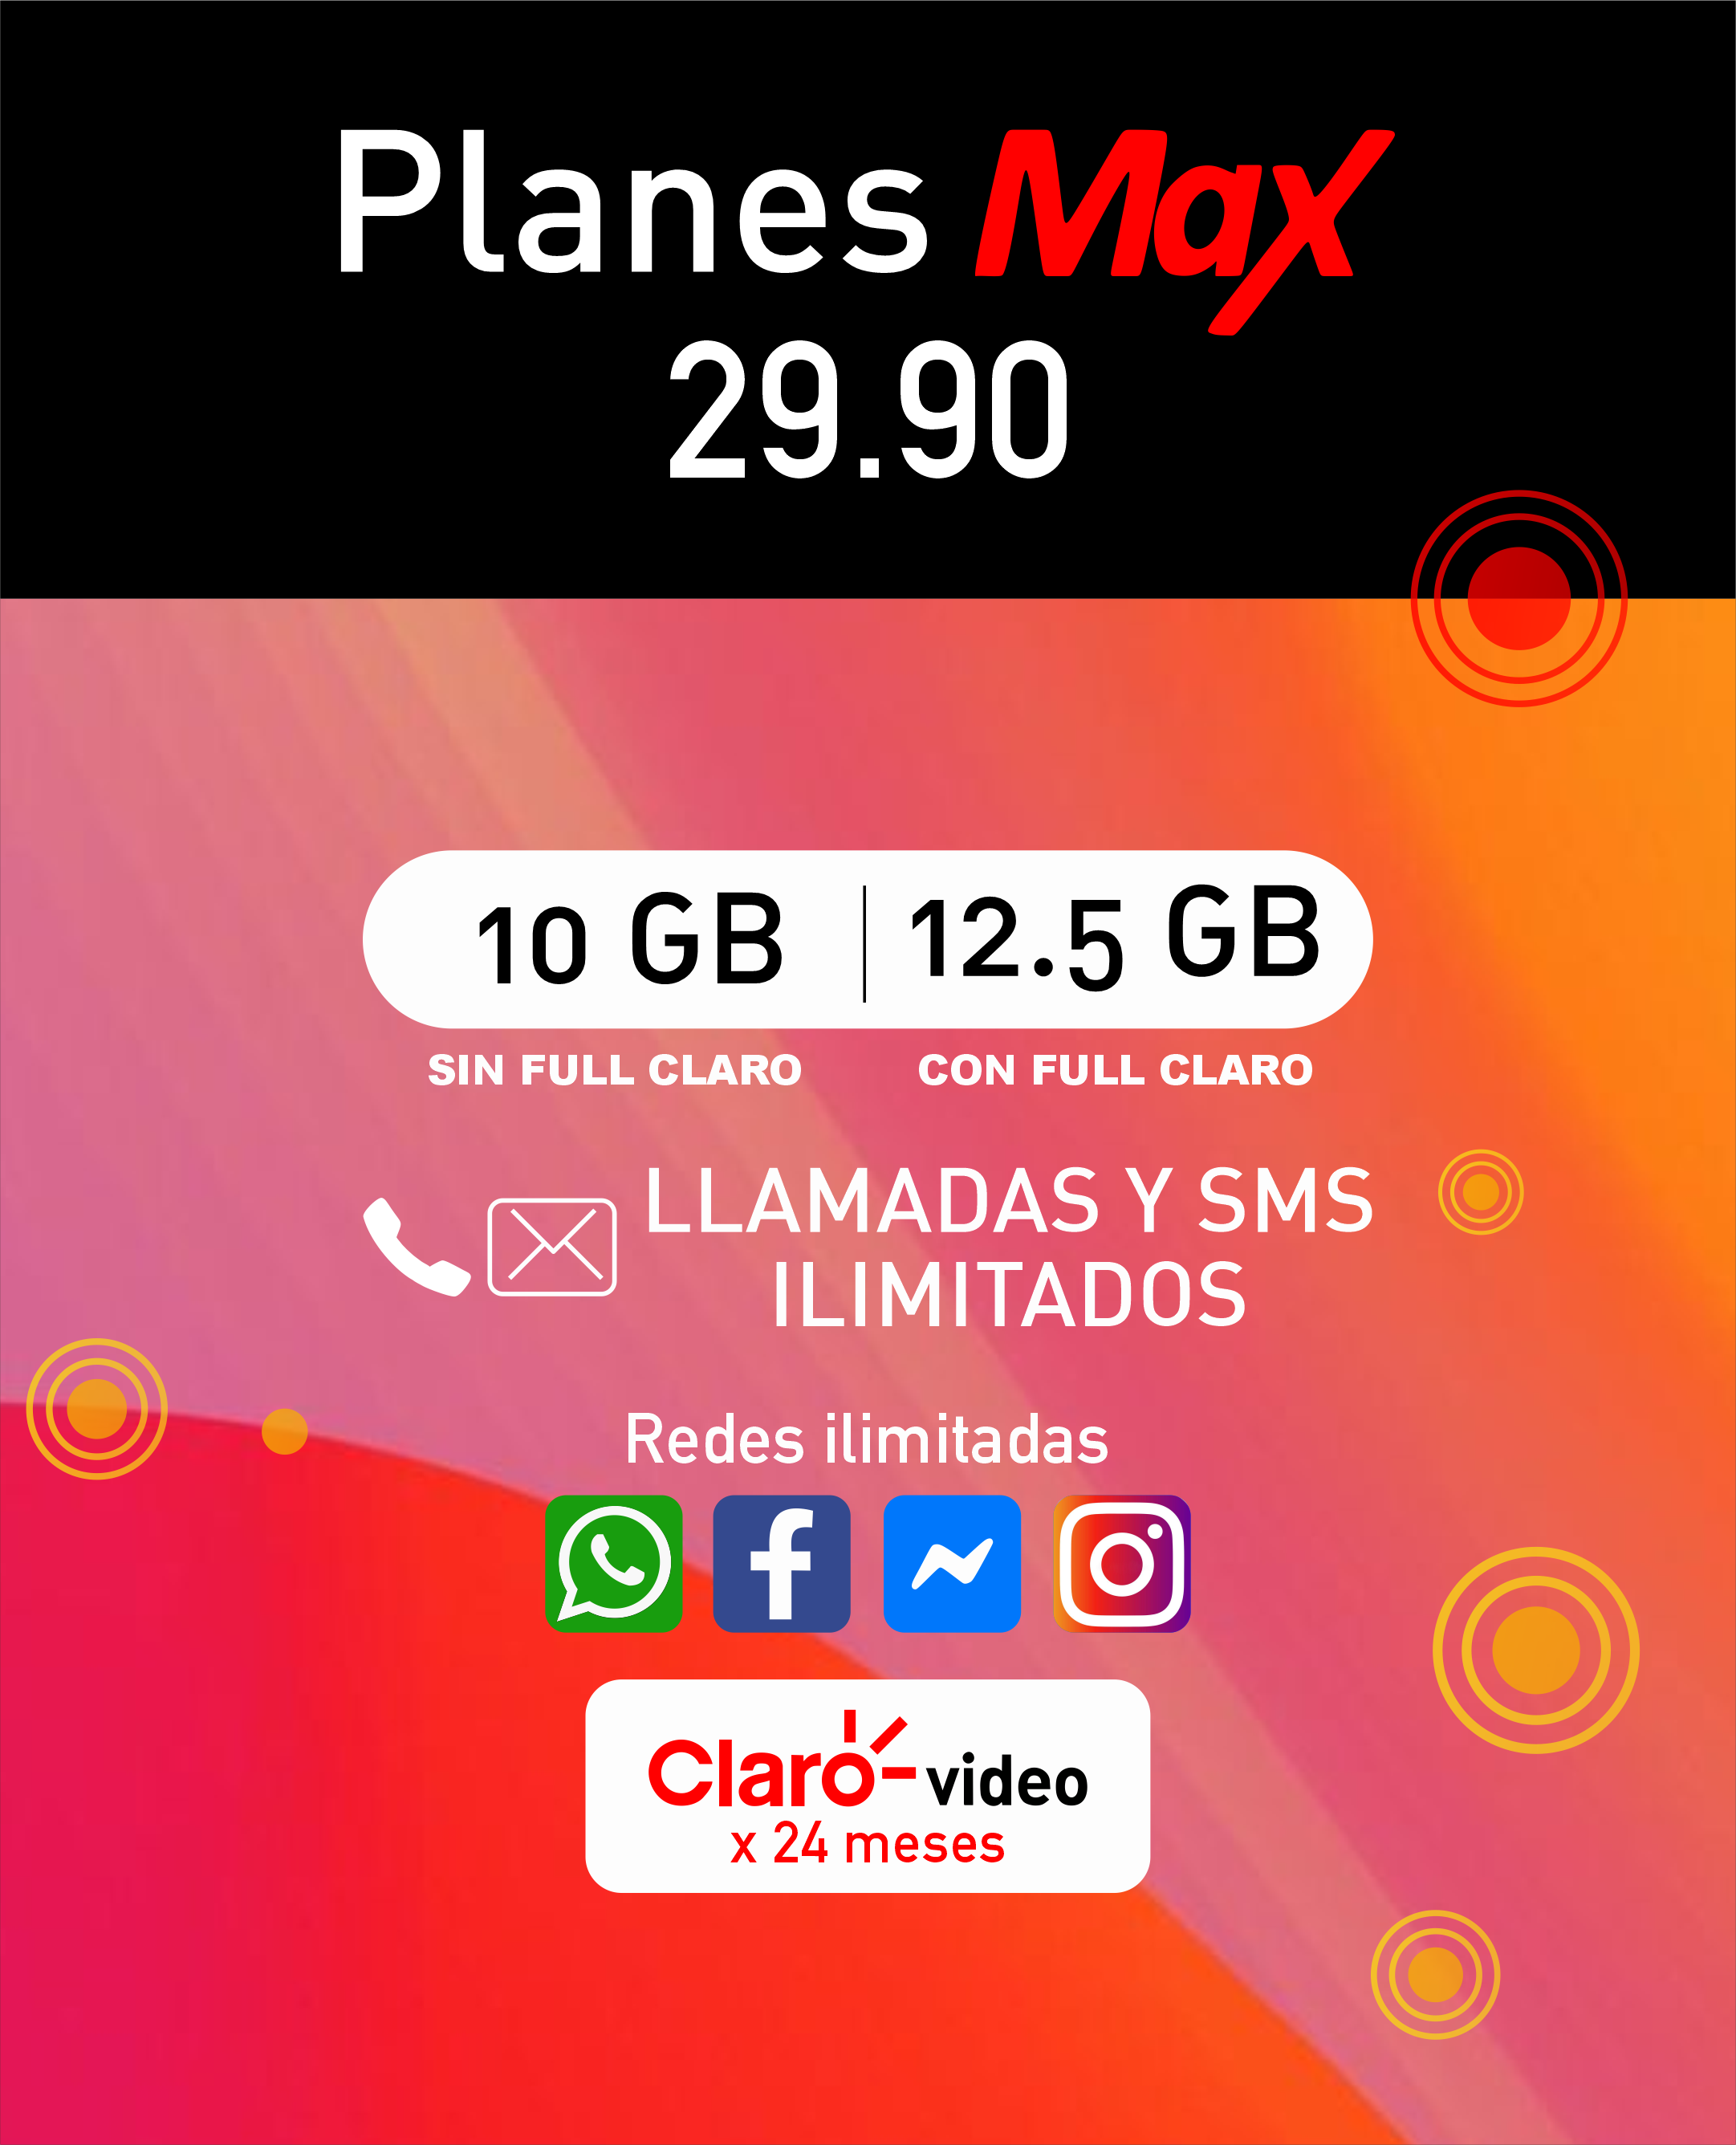 Planes Max
29.90
10 GB | 12.5 GB
SIN FULL CLARO CON FULL CLARO
LLAMADAS Y SMS
ILIMITADOS
Redes ilimitadas
Claro video
x 24 meses